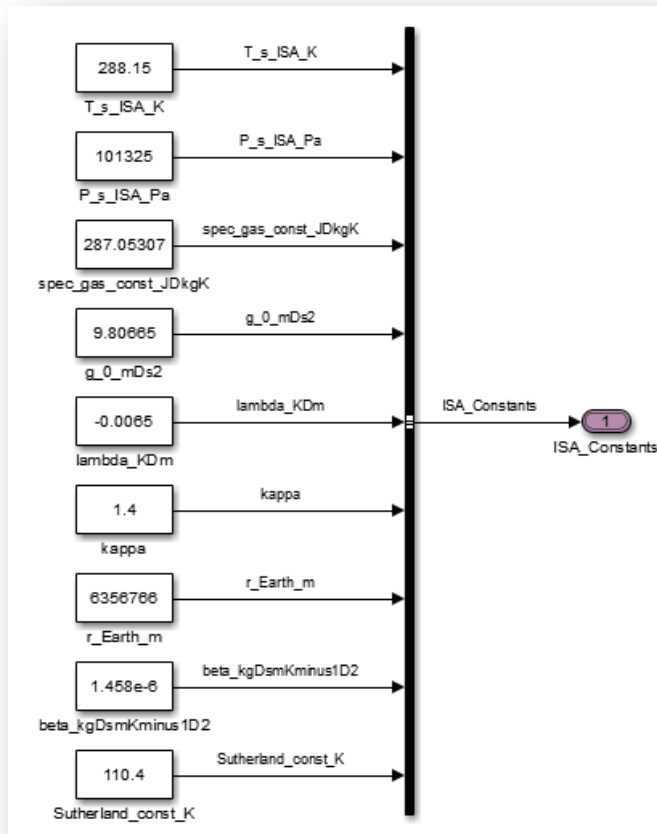 T_s_ISA_K
288.15
T_s_ISA_K
P_s_ISA_Pa
101325
P_s_ISA_Pa
spec_gas_const_JDkgK
287.05307
spec_gas_const_JDkgK
g_0_mDs2
9.80665
g_0_mDs2
lambda_KDm
-0.0065
ISA_Constants
1
lambda_KDm
ISA_Constants
kappa
1.4
kappa
r_Earth_m
6356766
r_Earth_m
beta_kgDsmKminus1D2
1.458e-6
beta_kgDsmKminus1D2
Sutherland_const_K
110.4
Sutherland_const_K